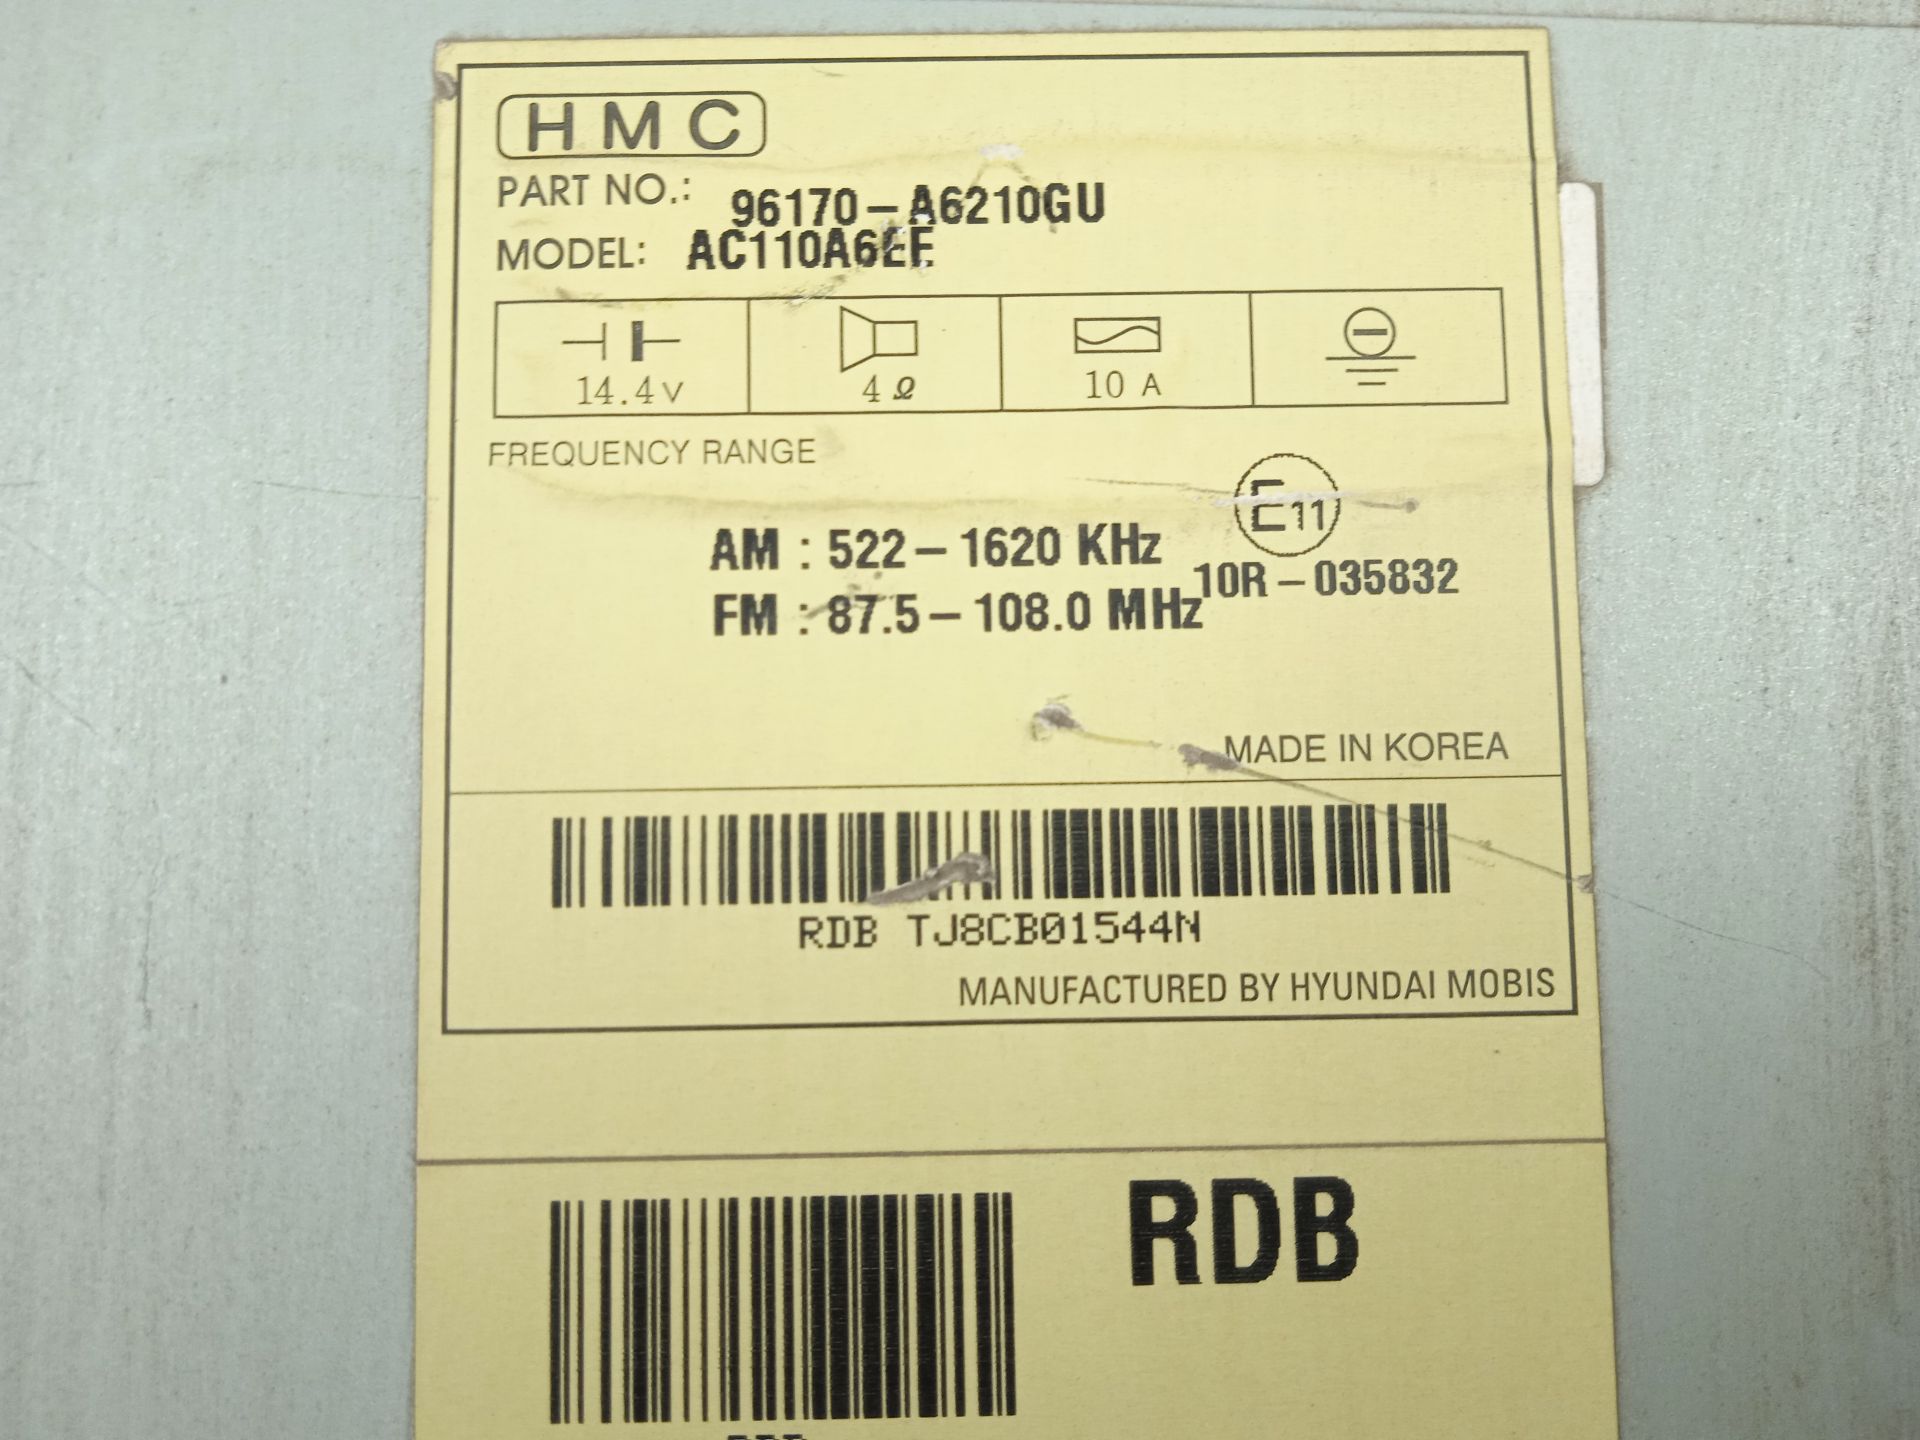 HMC
PART NO.: 96170-A6210GU
MODEL: AC110A6EE
14.4V 4Ω 10 A
FREQUENCY RANGE
E11
AM : 522-1620 KHz
10R-035832
FM : 87.5-108.0 MHz
MADE IN KOREA
RDB TJ8CB01544N
MANUFACTURED BY HYUNDAI MOBIS
RDB